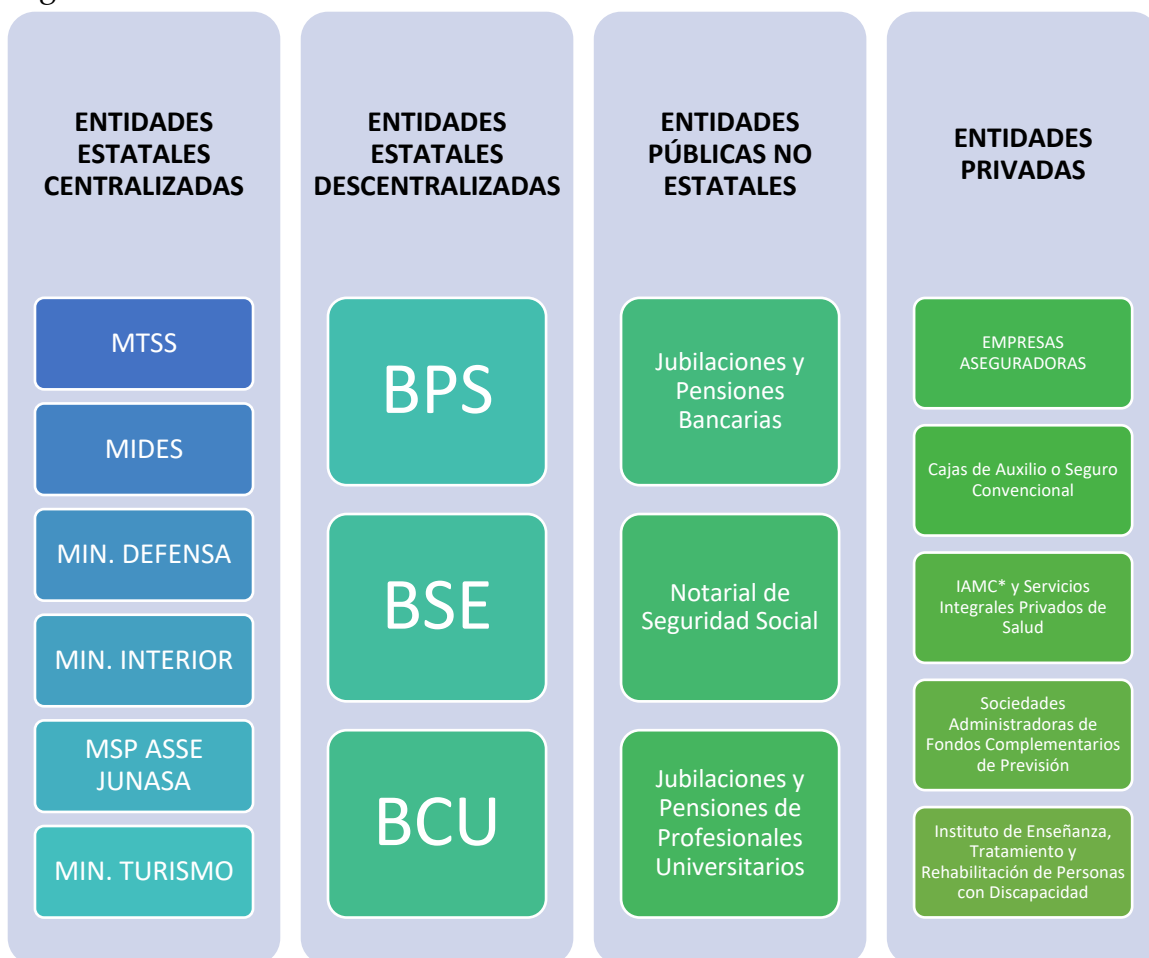 ENTIDADES
ESTATALES
CENTRALIZADAS
MTSS
MIDES
MIN. DEFENSA
MIN. INTERIOR
MSP ASSE
JUNASA
MIN. TURISMO
ENTIDADES
ESTATALES
DESCENTRALIZADAS
BPS
BSE
BCU
ENTIDADES
PÚBLICAS NO
ESTATALES
Jubilaciones y
Pensiones
Bancarias
Notarial de
Seguridad Social
Jubilaciones y
Pensiones de
Profesionales
Universitarios
ENTIDADES
PRIVADAS
EMPRESAS
ASEGURADORAS
Cajas de Auxilio o Seguro
Convencional
IAMC* y Servicios
Integrales Privados de
Salud
Sociedades
Administradoras de
Fondos Complementarios
de Previsión
Instituto de Enseñanza,
Tratamiento y
Rehabilitación de Personas
con Discapacidad